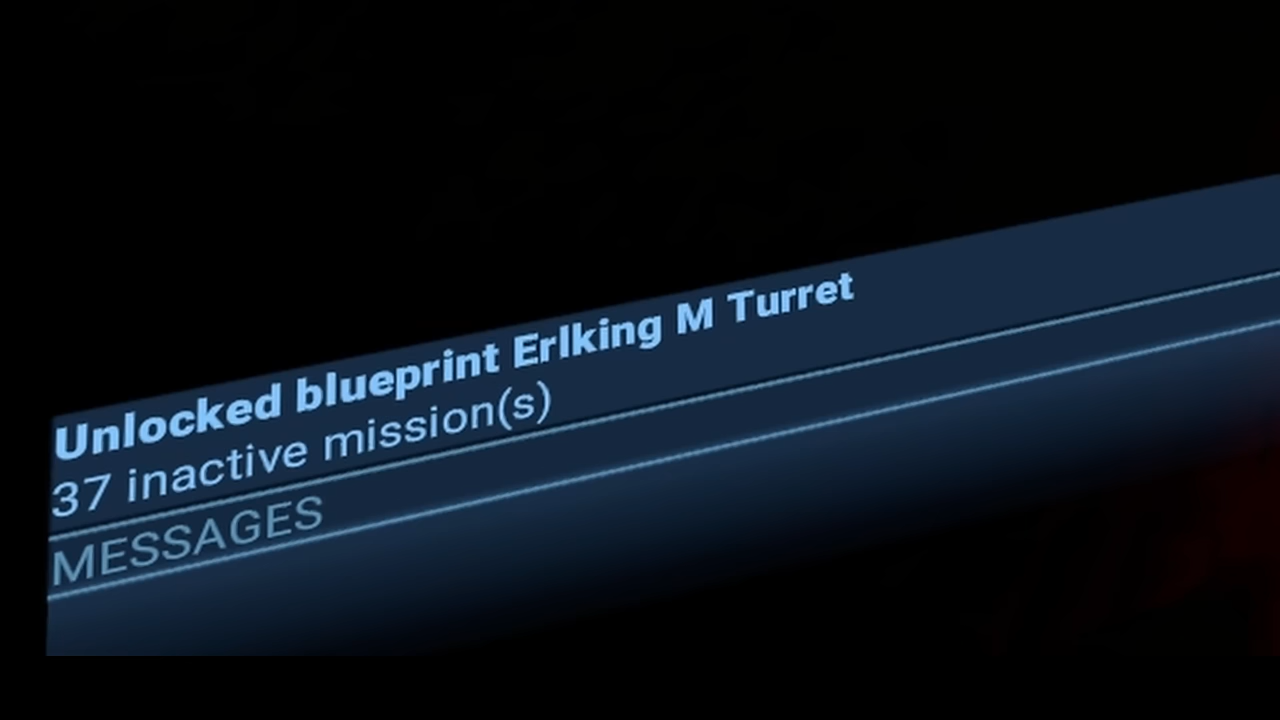 Unlocked blueprint Erlking M Turret
37 inactive mission(s)
MESSAGES